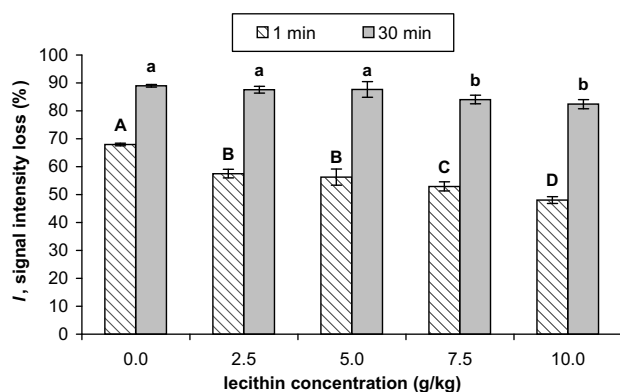 1 min 30 min
I, signal intensity loss (%)
100
90
80
70
60
50
40
30
20
10
0
A a B a B a C b D b
0.0 2.5 5.0 7.5 10.0
lecithin concentration (g/kg)